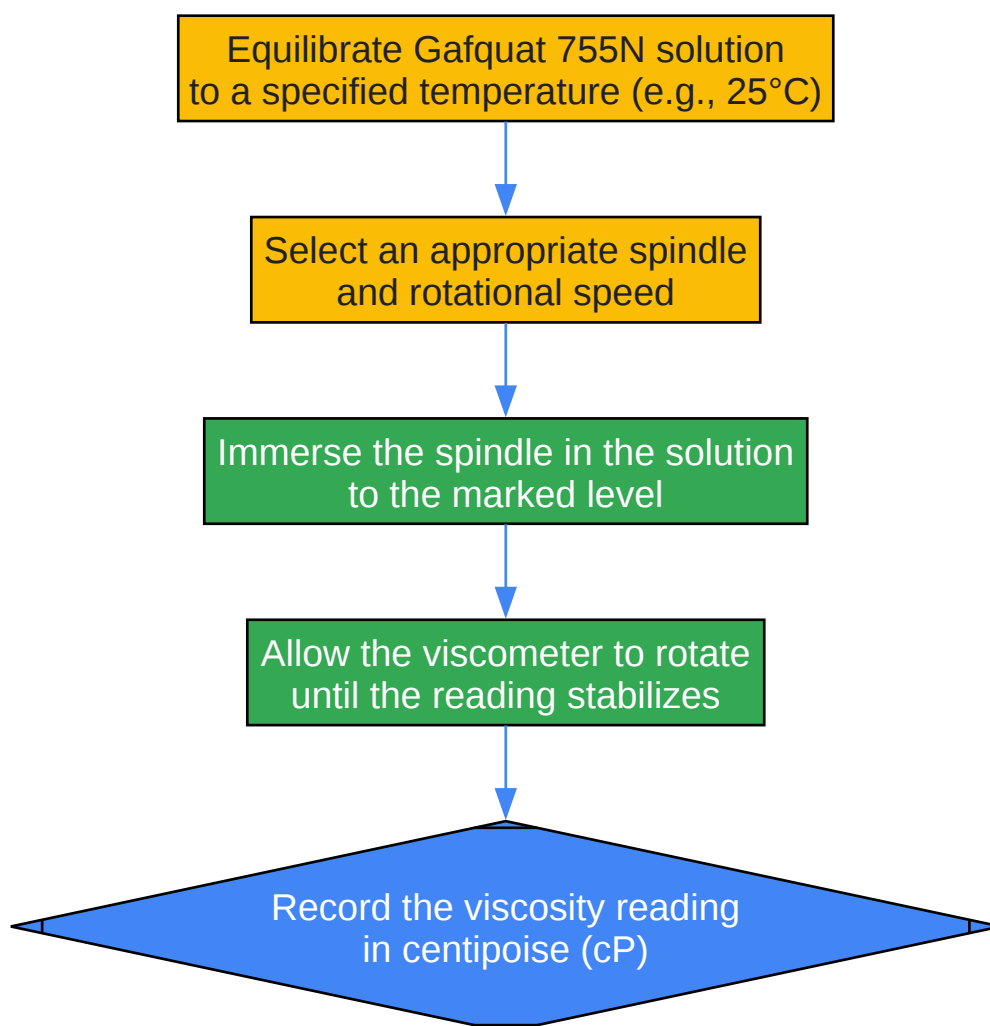 Equilibrate Gafquat 755N solution
to a specified temperature (e.g., 25°C)
Select an appropriate spindle
and rotational speed
Immerse the spindle in the solution
to the marked level
Allow the viscometer to rotate
until the reading stabilizes
Record the viscosity reading
in centipoise (cP)